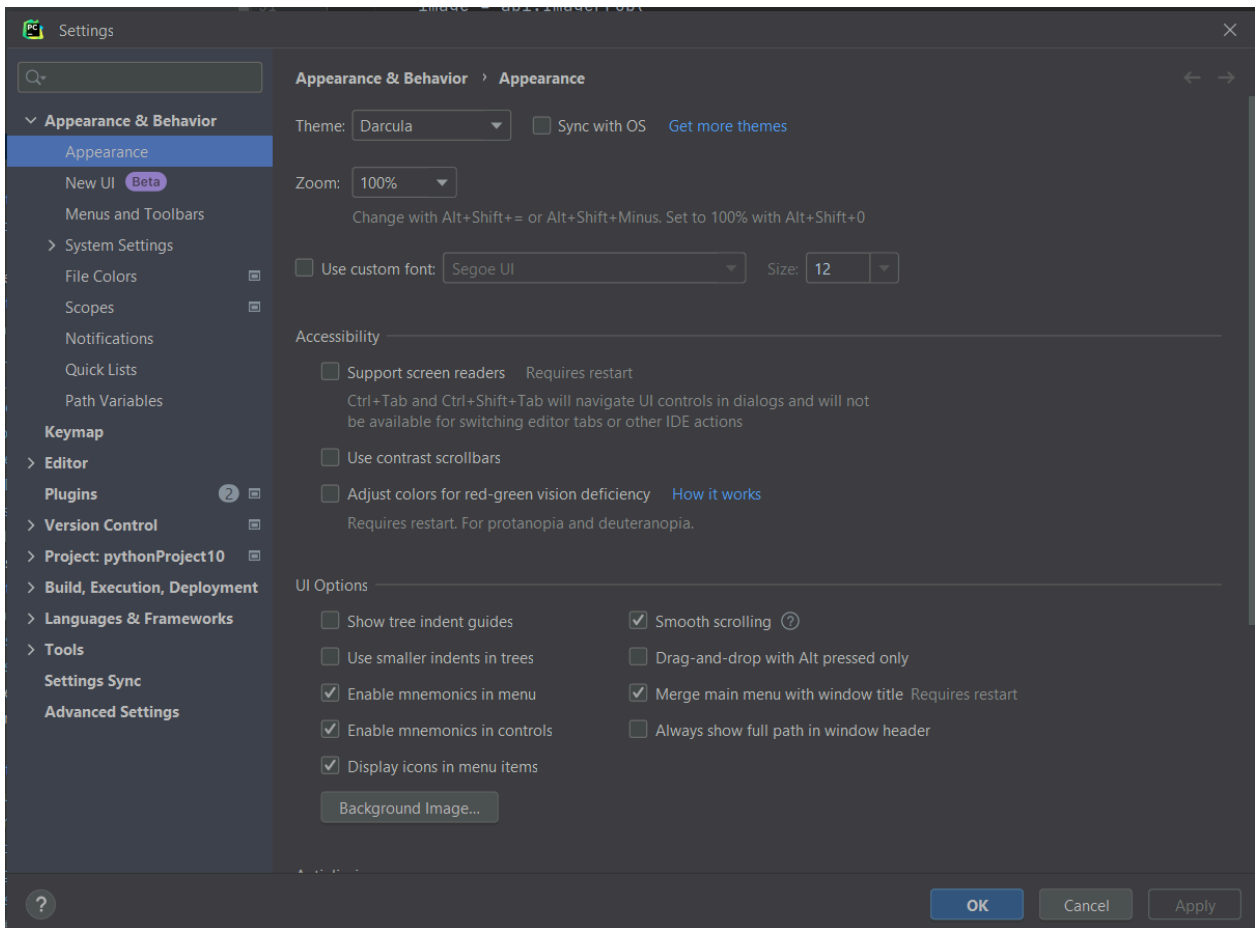 PC
Settings
Appearance & Behavior
Appearance
New UI Beta
Menus and Toolbars
System Settings
File Colors
Scopes
Notifications
Quick Lists
Path Variables
Keymap
Editor
Plugins 2
Version Control
Project: pythonProject10
Build, Execution, Deployment
Languages & Frameworks
Tools
Settings Sync
Advanced Settings
Appearance & Behavior › Appearance
Theme: Darcula Sync with OS Get more themes
Zoom: 100%
Change with Alt+Shift+= or Alt+Shift+Minus. Set to 100% with Alt+Shift+0
Use custom font: Segoe UI Size: 12
Accessibility
Support screen readers Requires restart
Ctrl+Tab and Ctrl+Shift+Tab will navigate UI controls in dialogs and will not
be available for switching editor tabs or other IDE actions
Use contrast scrollbars
Adjust colors for red-green vision deficiency How it works
Requires restart. For protanopia and deuteranopia.
UI Options
Show tree indent guides Smooth scrolling ?
Use smaller indents in trees Drag-and-drop with Alt pressed only
Enable mnemonics in menu Merge main menu with window title Requires restart
Enable mnemonics in controls Always show full path in window header
Display icons in menu items
Background Image...
? OK Cancel Apply